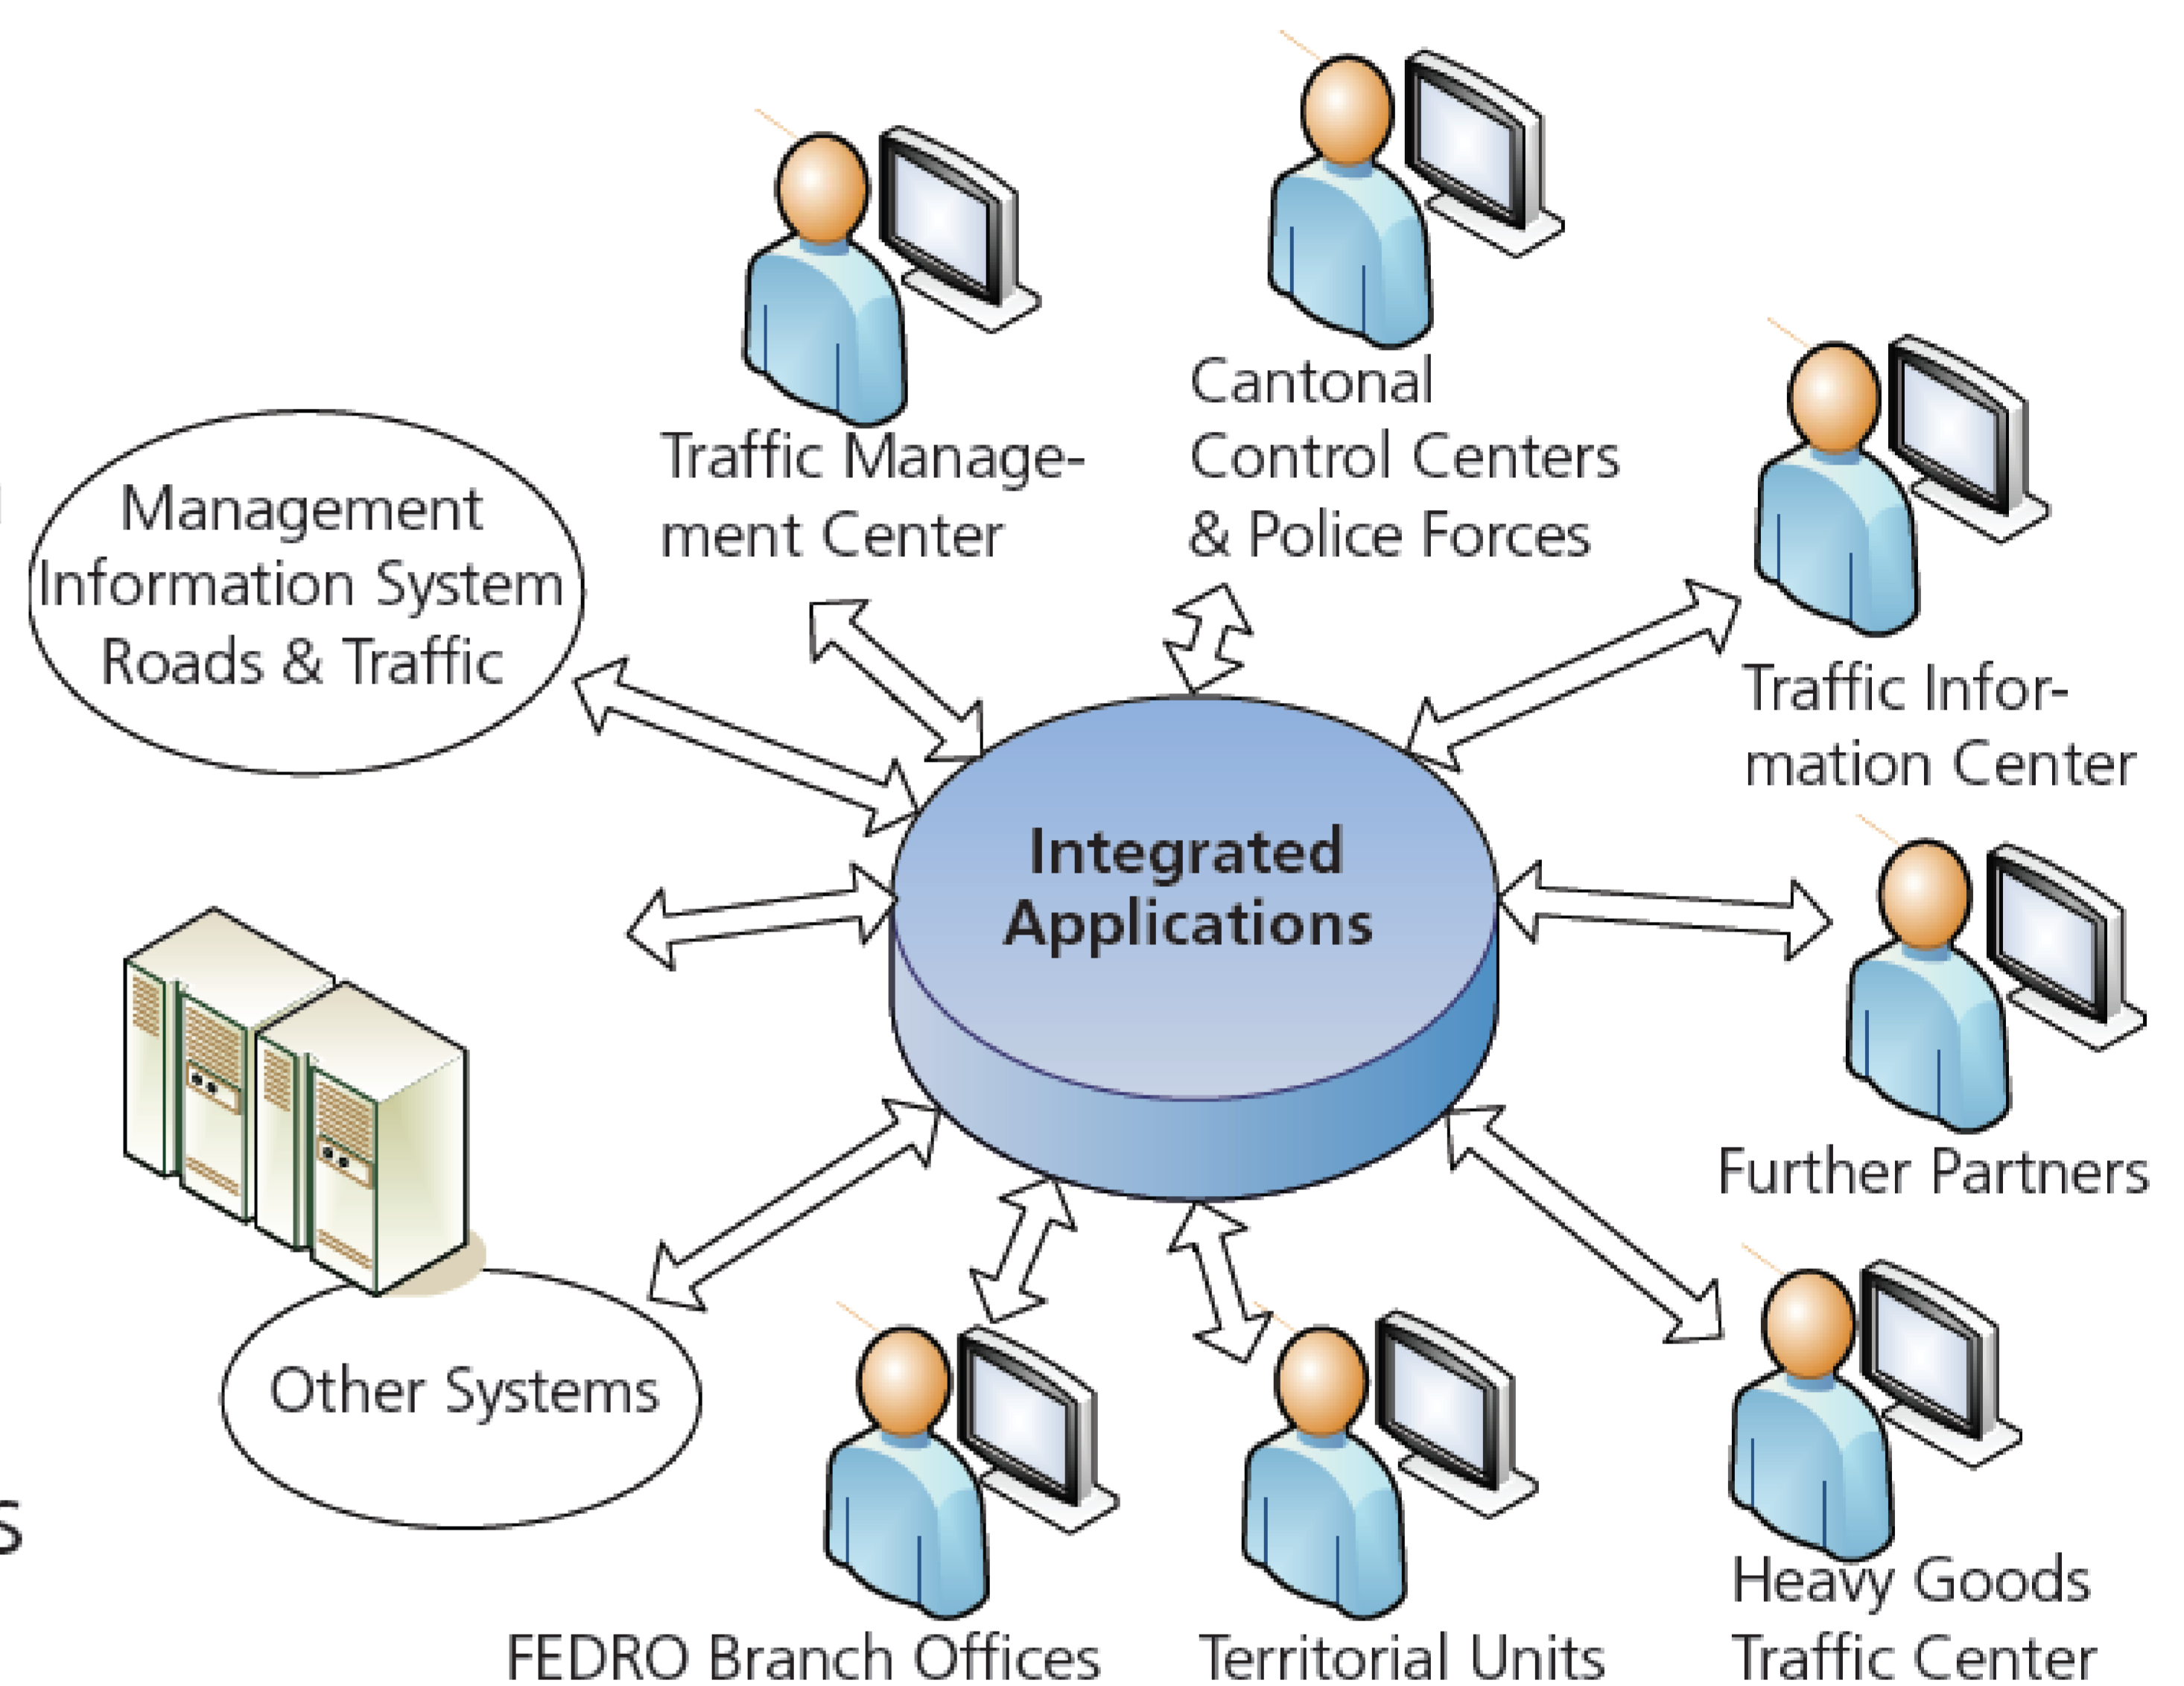 Cantonal
Control Centers
& Police Forces
Traffic Manage-
ment Center
Management
Information System
Roads & Traffic
Traffic Infor-
mation Center
Integrated
Applications
Further Partners
Other Systems
Heavy Goods
Traffic Center
FEDRO Branch Offices
Territorial Units
s